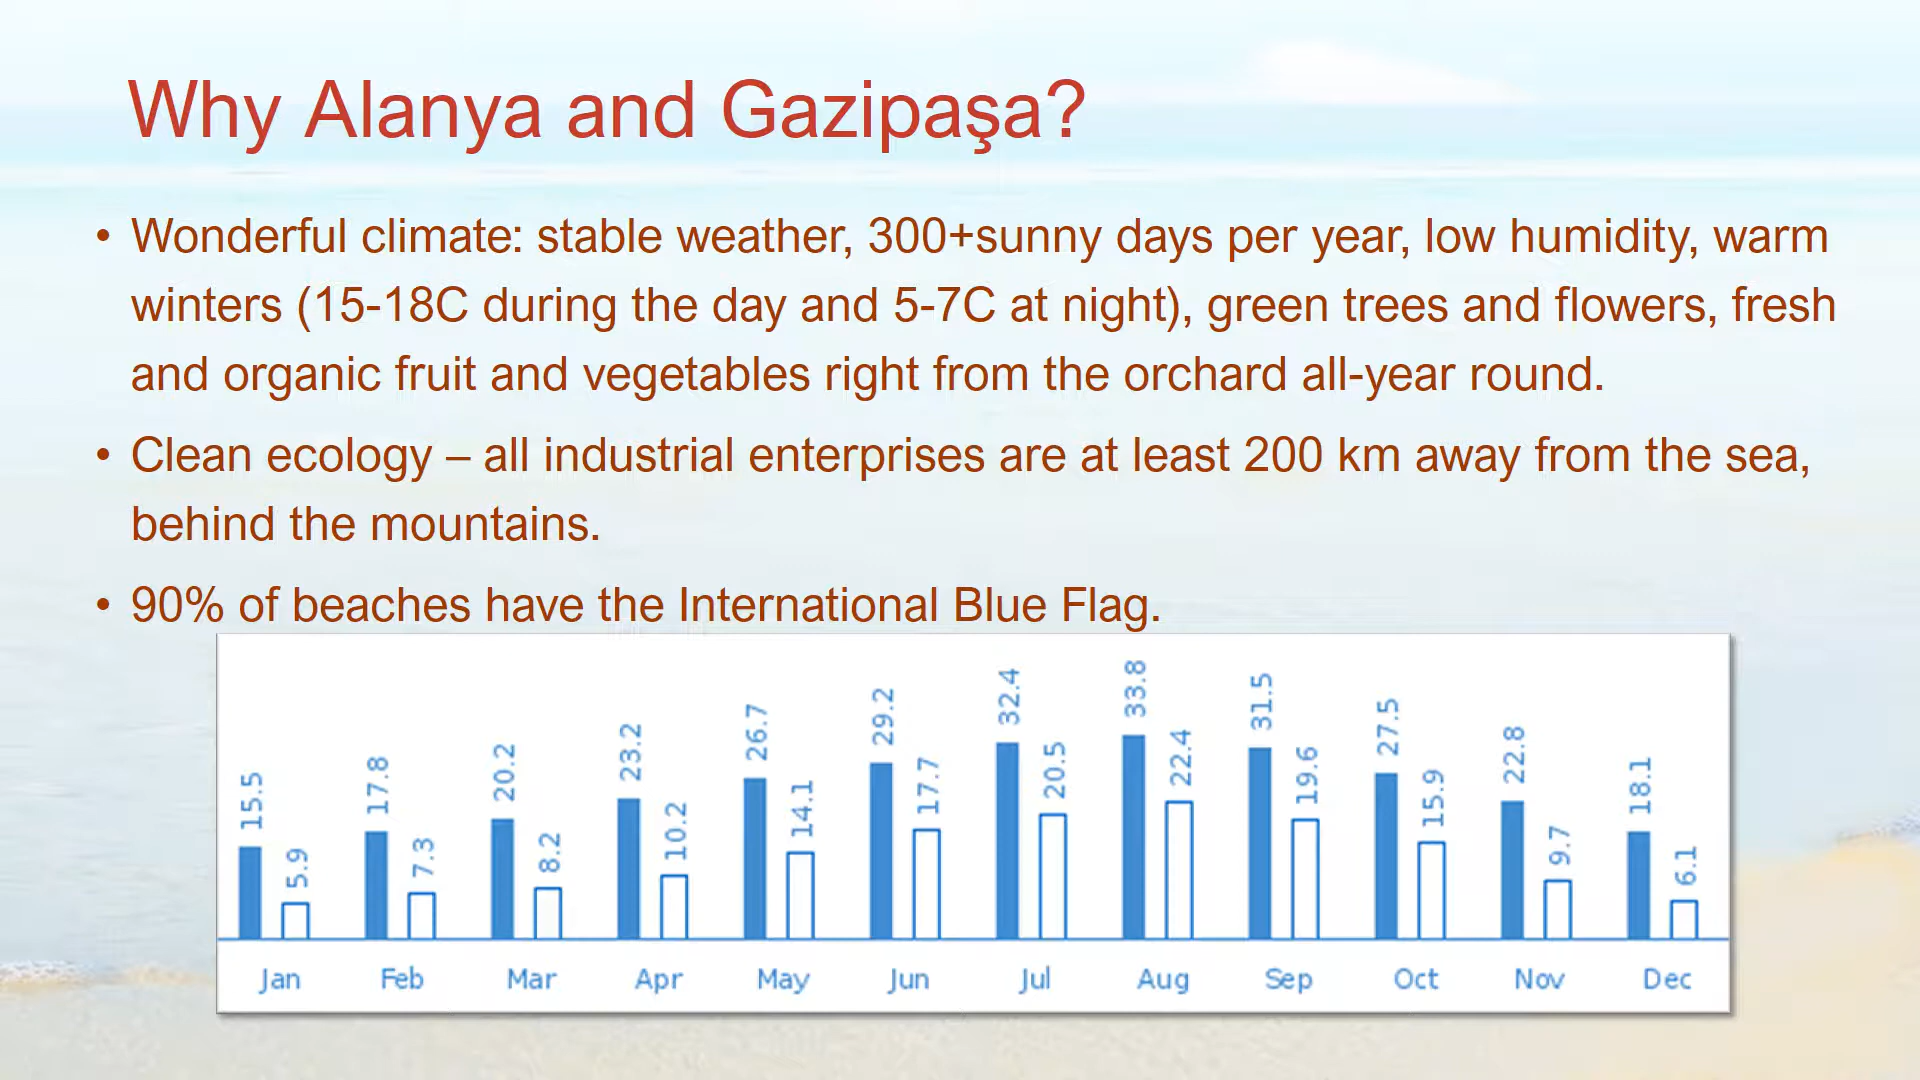 Why Alanya and Gazipaşa?
• Wonderful climate: stable weather, 300+sunny days per year, low humidity, warm
winters (15-18C during the day and 5-7C at night), green trees and flowers, fresh
and organic fruit and vegetables right from the orchard all-year round.
• Clean ecology – all industrial enterprises are at least 200 km away from the sea,
behind the mountains.
• 90% of beaches have the International Blue Flag.
15.5 5.9 17.8 7.3 20.2 8.2 23.2 10.2 26.7 14.1 29.2 17.7 32.4 20.5 33.8 22.4 31.5 19.6 27.5 15.9 22.8 9.7 18.1 6.1
Jan Feb Mar Apr May Jun Jul Aug Sep Oct Nov Dec